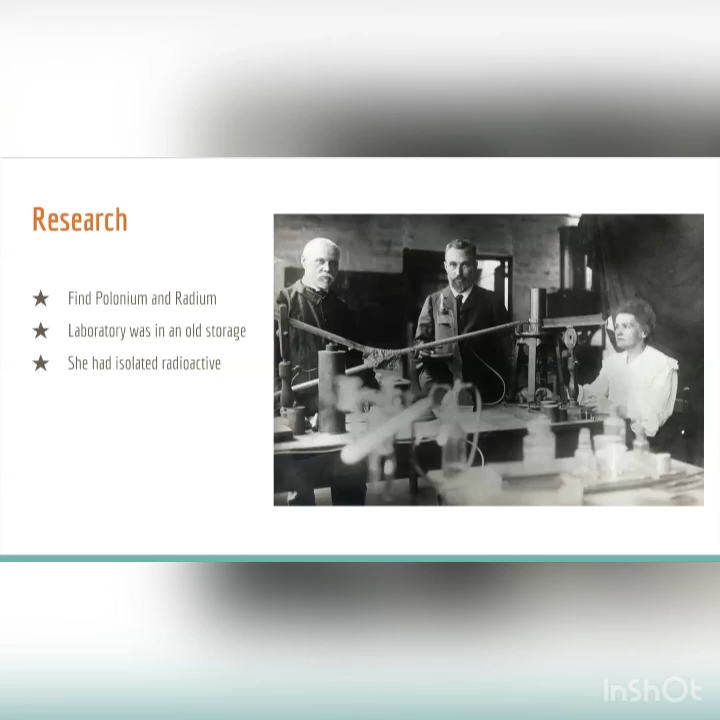 Research
★ Find Polonium and Radium
★ Laboratory was in an old storage
★ She had isolated radioactive
InShOt